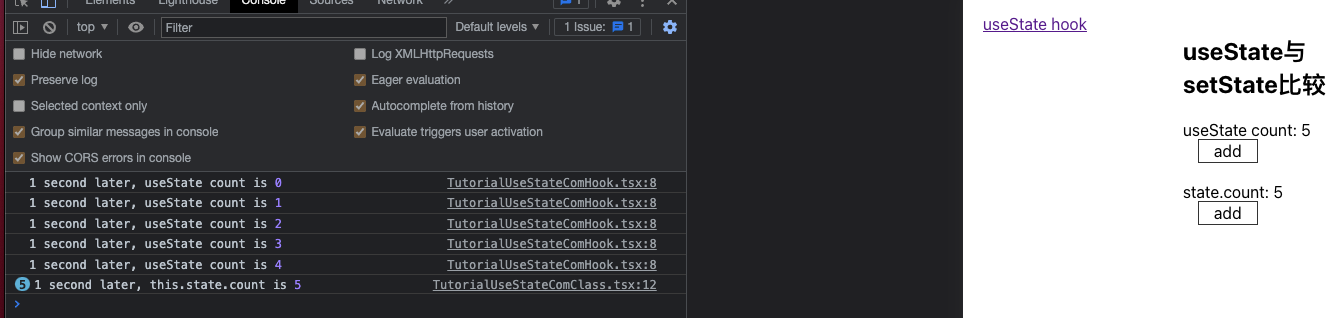 Elements Lighthouse Console Sources Network » 1
top ▼ Filter Default levels ▼ 1 Issue: 1
Hide network Log XMLHttpRequests
Preserve log Eager evaluation
Selected context only Autocomplete from history
Group similar messages in console Evaluate triggers user activation
Show CORS errors in console
1 second later, useState count is 0 TutorialUseStateComHook.tsx:8
1 second later, useState count is 1 TutorialUseStateComHook.tsx:8
1 second later, useState count is 2 TutorialUseStateComHook.tsx:8
1 second later, useState count is 3 TutorialUseStateComHook.tsx:8
1 second later, useState count is 4 TutorialUseStateComHook.tsx:8
5 1 second later, this.state.count is 5 TutorialUseStateComClass.tsx:12
>
useState hook
useState与
setState比较
useState count: 5
add
state.count: 5
add